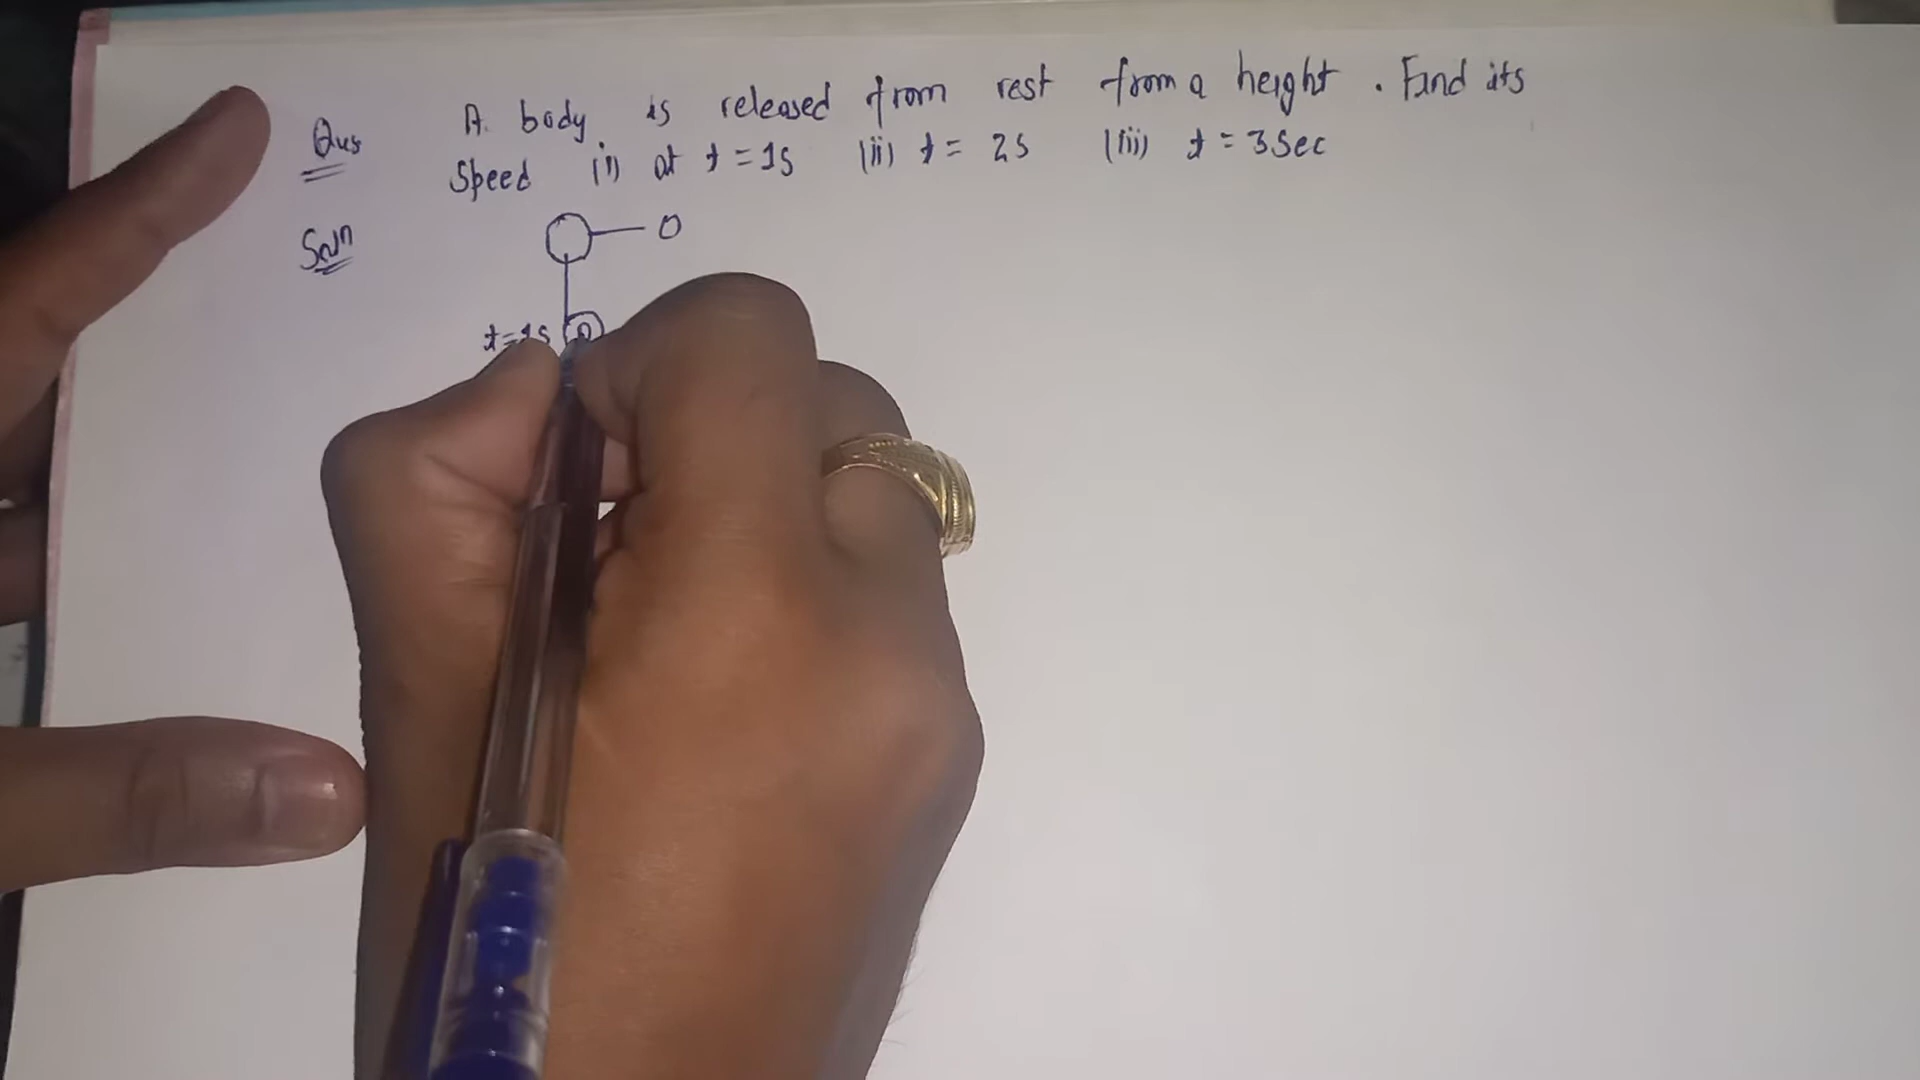 Qus A body is released from rest from a height . Find its
Speed (i) at t = 1s (ii) t = 2s (iii) t = 3Sec
Soln
0
t=1s